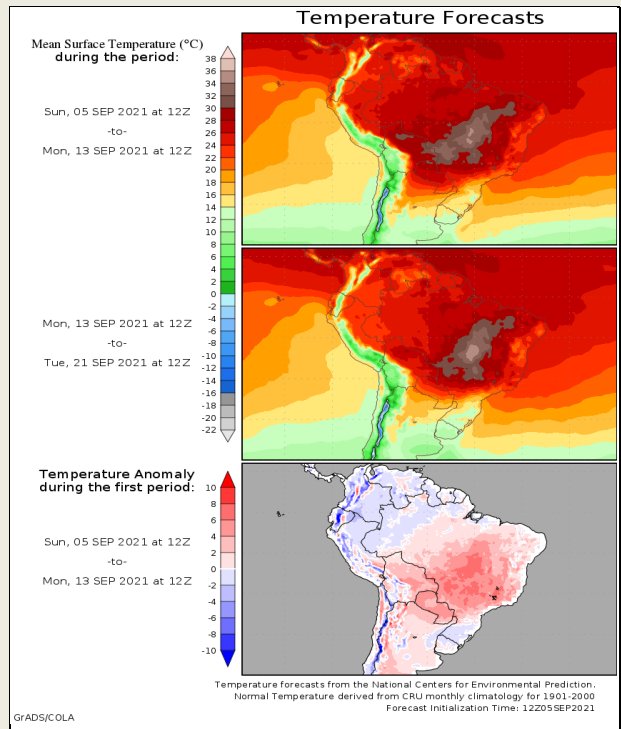 Temperature Forecasts
Mean Surface Temperature (°C)
during the period:
Sun, 05 SEP 2021 at 12Z
-to-
Mon, 13 SEP 2021 at 12Z
38
36
34
32
30
28
26
24
22
20
18
16
14
12
10
8
6
4
2
0
-2
-4
-6
-8
-10
-12
-14
-16
-18
-20
-22
Mon, 13 SEP 2021 at 12Z
-to-
Tue, 21 SEP 2021 at 12Z
Temperature Anomaly
during the first period:
Sun, 05 SEP 2021 at 12Z
-to-
Mon, 13 SEP 2021 at 12Z
10
8
6
4
2
0
-2
-4
-6
-8
-10
Temperature forecasts from the National Centers for Environmental Prediction.
Normal Temperature derived from CRU monthly climatology for 1901-2000
Forecast Initialization Time: 12Z05SEP2021
GrADS/COLA